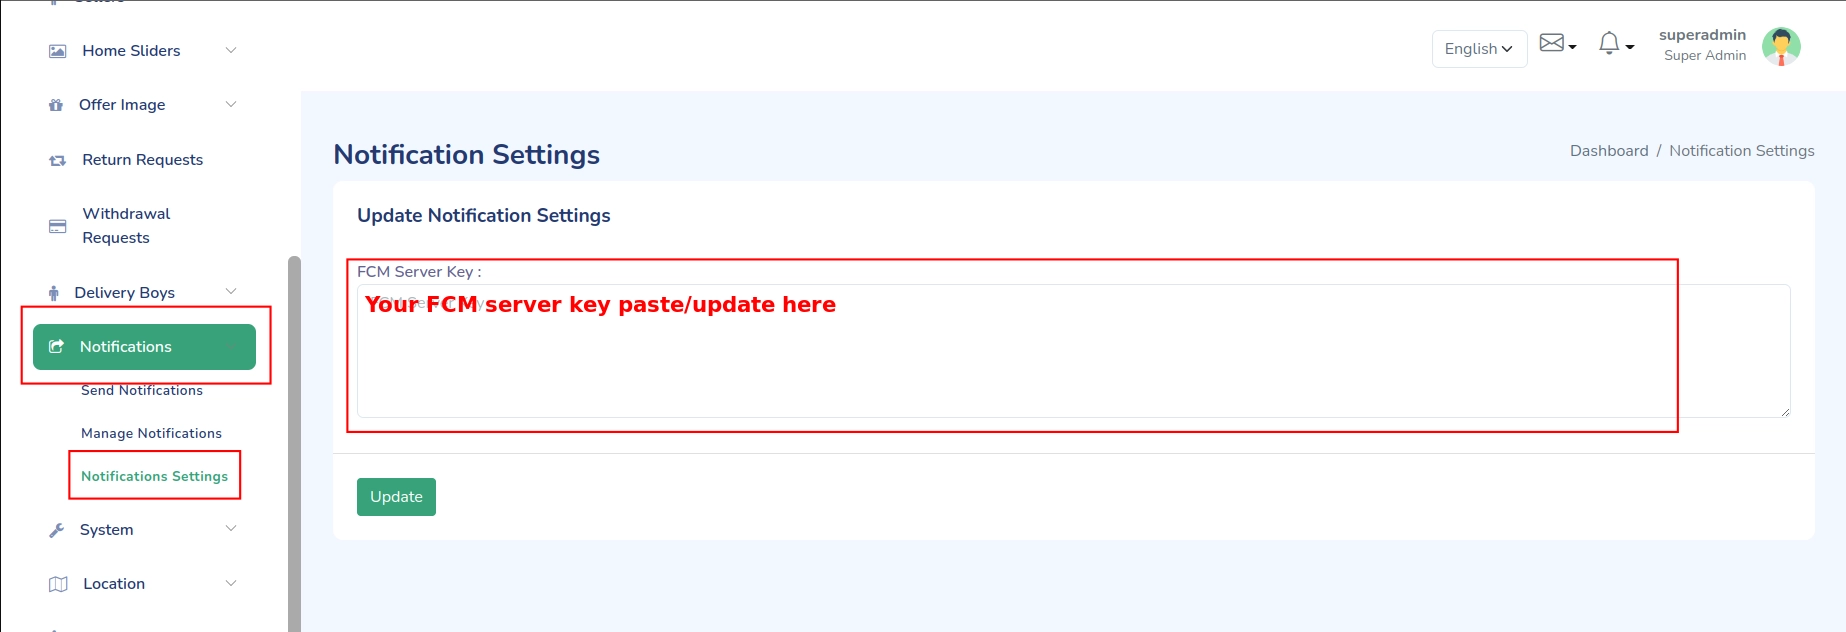 Home Sliders
Offer Image
Return Requests
Withdrawal
Requests
Delivery Boys
Notifications
Send Notifications
Manage Notifications
Notifications Settings
System
Location
English
superadmin
Super Admin
Notification Settings
Dashboard / Notification Settings
Update Notification Settings
FCM Server Key :
Your FCM server key paste/update here
Update